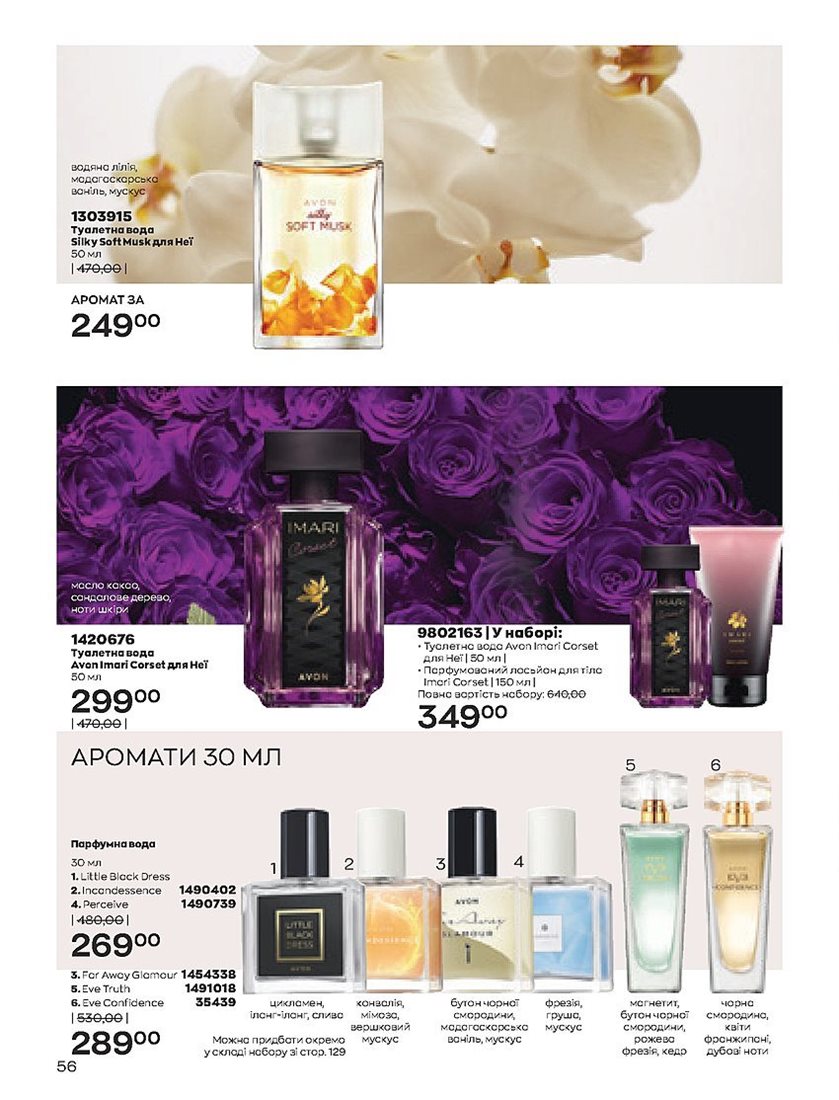 водяна лілія,
мадагаскарська
ваніль, мускус
1303915
Туалетна вода
Silky Soft Musk для Неї
50 мл
| 470,00 |
АРОМАТ ЗА
249⁰⁰
AVON
silky
SOFT MUSK
IMARI
Corset
AVON
масло какао,
сандалове дерево,
ноти шкіри
1420676
Туалетна вода
Avon Imari Corset для Неї
50 мл
299⁰⁰
| 470,00 |
9802163 | У наборі:
• Туалетна вода Avon Imari Corset
для Неї | 50 мл |
• Парфумований лосьйон для тіла
Imari Corset | 150 мл |
Повна вартість набору: 640,00
349⁰⁰
IMARI
IMARI
АРОМАТИ 30 МЛ
Парфумна вода
30 мл
1. Little Black Dress
2. Incandessence 1490402
4. Perceive 1490739
| 480,00 |
269⁰⁰
3. Far Away Glamour 1454338
5. Eve Truth 1491018
6. Eve Confidence 35439
| 530,00 |
289⁰⁰
1
2
3
4
5
6
LITTLE
BLACK
DRESS
AVON
AVON
Away
EVE
CONFIDENCE
цикламен,
іланг-іланг, слива
конвалія,
мімоза,
вершковий
мускус
бутон чорної
смородини,
мадагаскарська
ваніль, мускус
фрезія,
груша,
мускус
магнетит,
бутон чорної
смородини,
рожева
фрезія, кедр
чорна
смородина,
квіти
франжипані,
дубові ноти
Можна придбати окремо
у складі набору зі стор. 129
56